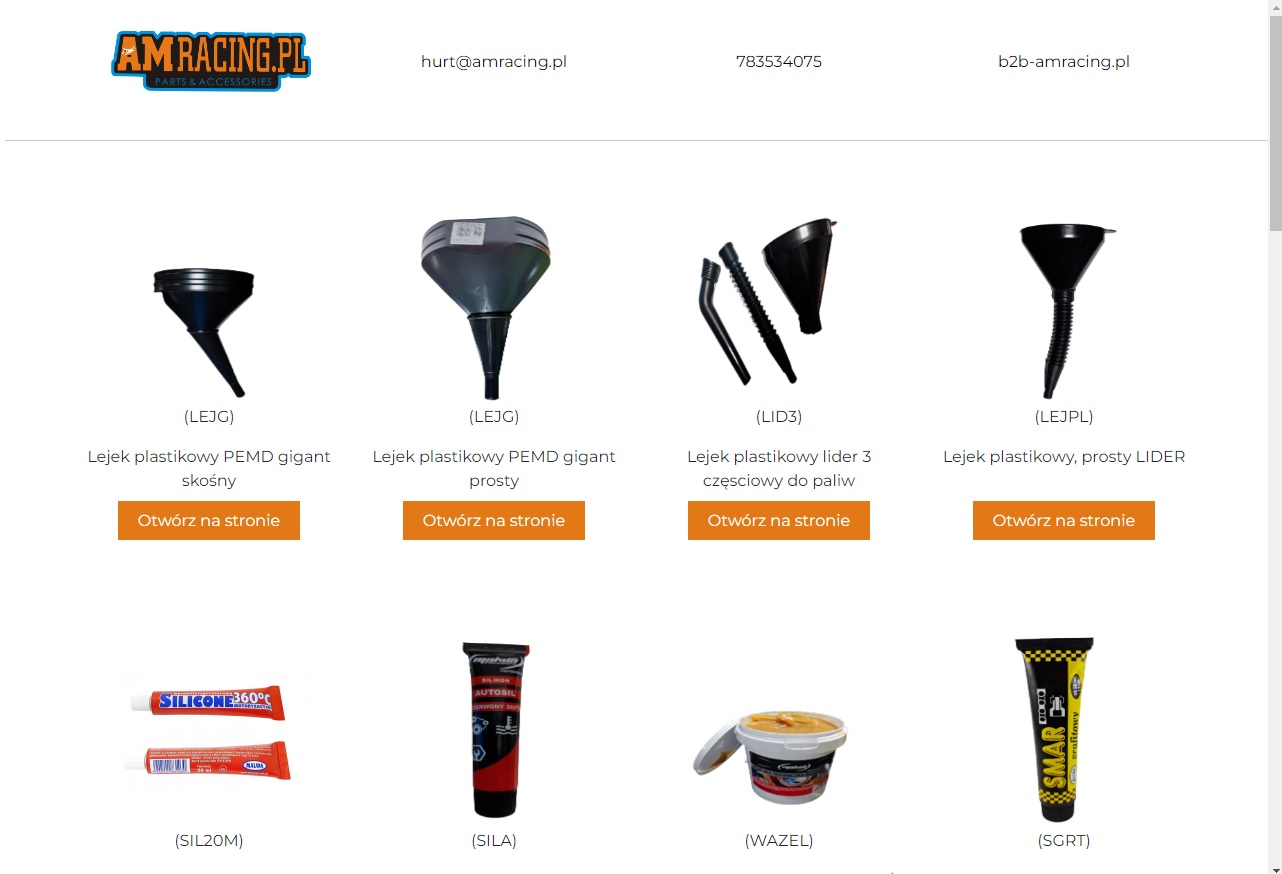 AMRACING.PL
PARTS & ACCESSORIES
hurt@amracing.pl
783534075
b2b-amracing.pl
(LEJG)
(LEJG)
(LID3)
(LEJPL)
Lejek plastikowy PEMD gigant
skośny
Lejek plastikowy PEMD gigant
prosty
Lejek plastikowy lider 3
częsciowy do paliw
Lejek plastikowy, prosty LIDER
Otwórz na stronie
Otwórz na stronie
Otwórz na stronie
Otwórz na stronie
SILICONE 360°C
MOTORYZACYJNY
MALUDA
SILIKON
AUTOSIL
SMAR
grafitowy
(SIL20M)
(SILA)
(WAZEL)
(SGRT)